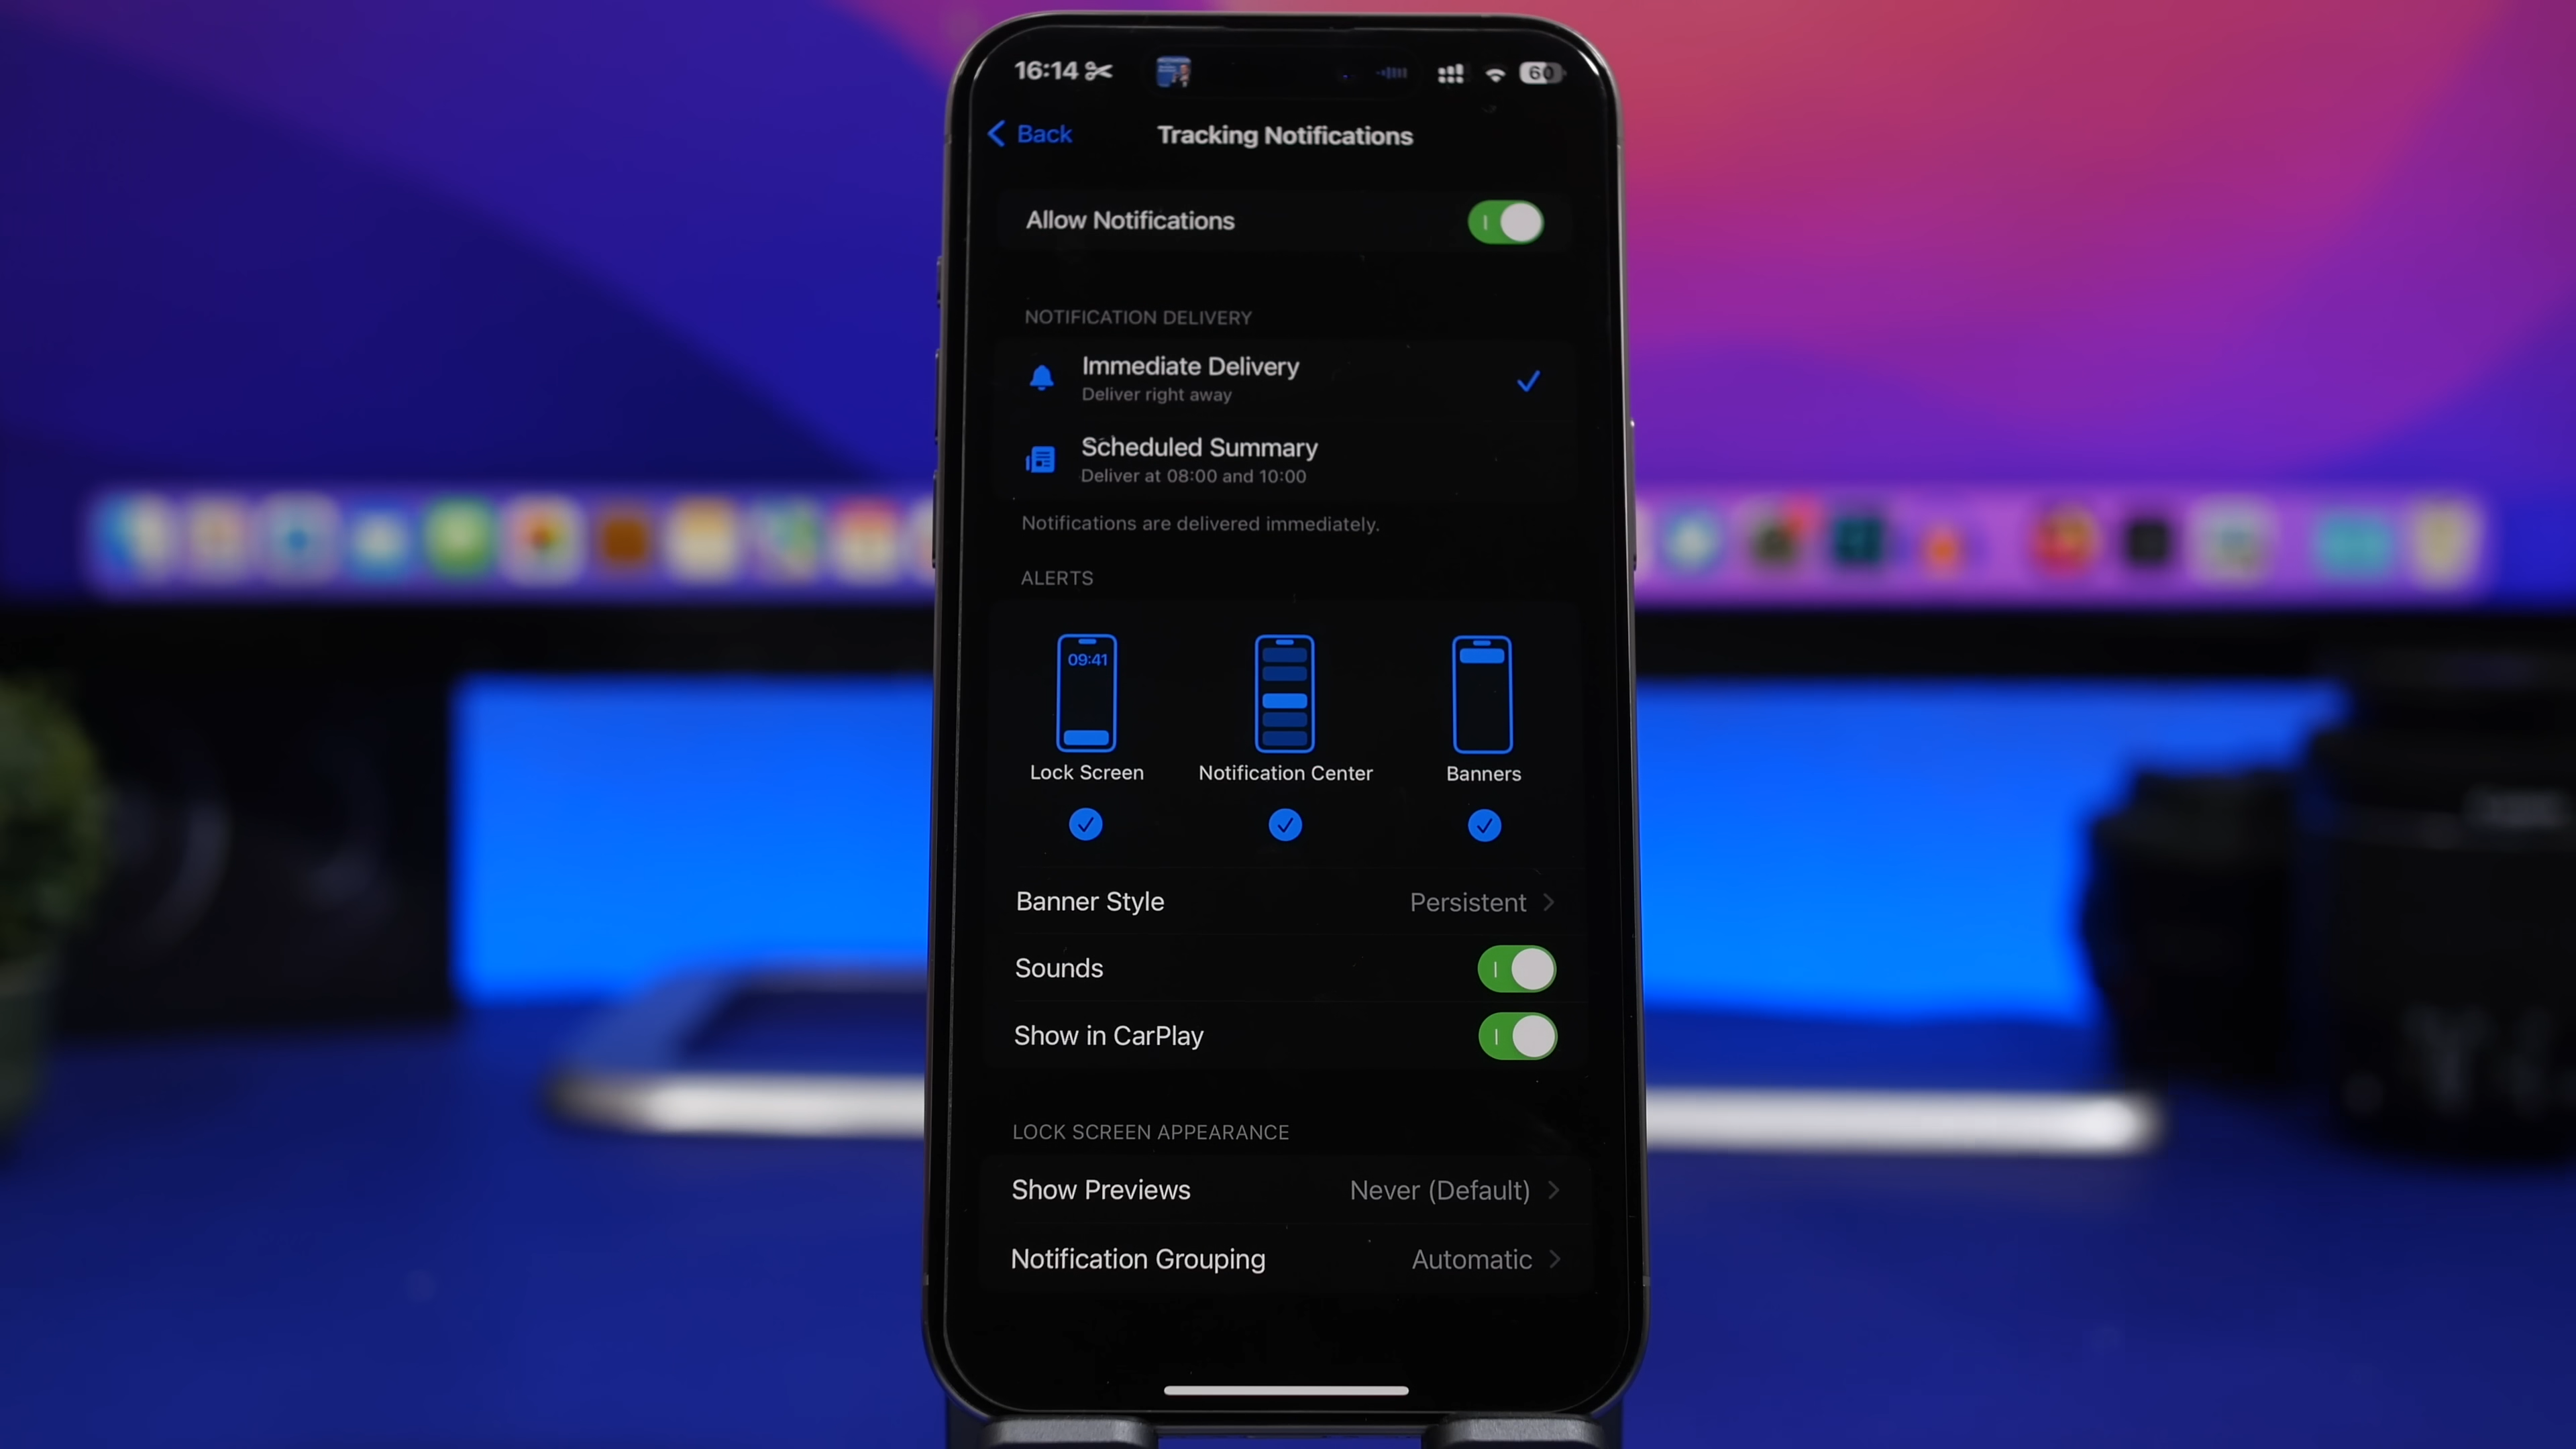 16:14
60
Back
Tracking Notifications
Allow Notifications
NOTIFICATION DELIVERY
Immediate Delivery
Deliver right away
Scheduled Summary
Deliver at 08:00 and 10:00
Notifications are delivered immediately.
ALERTS
09:41
Lock Screen
Notification Center
Banners
Banner Style
Persistent
Sounds
Show in CarPlay
LOCK SCREEN APPEARANCE
Show Previews
Never (Default)
Notification Grouping
Automatic